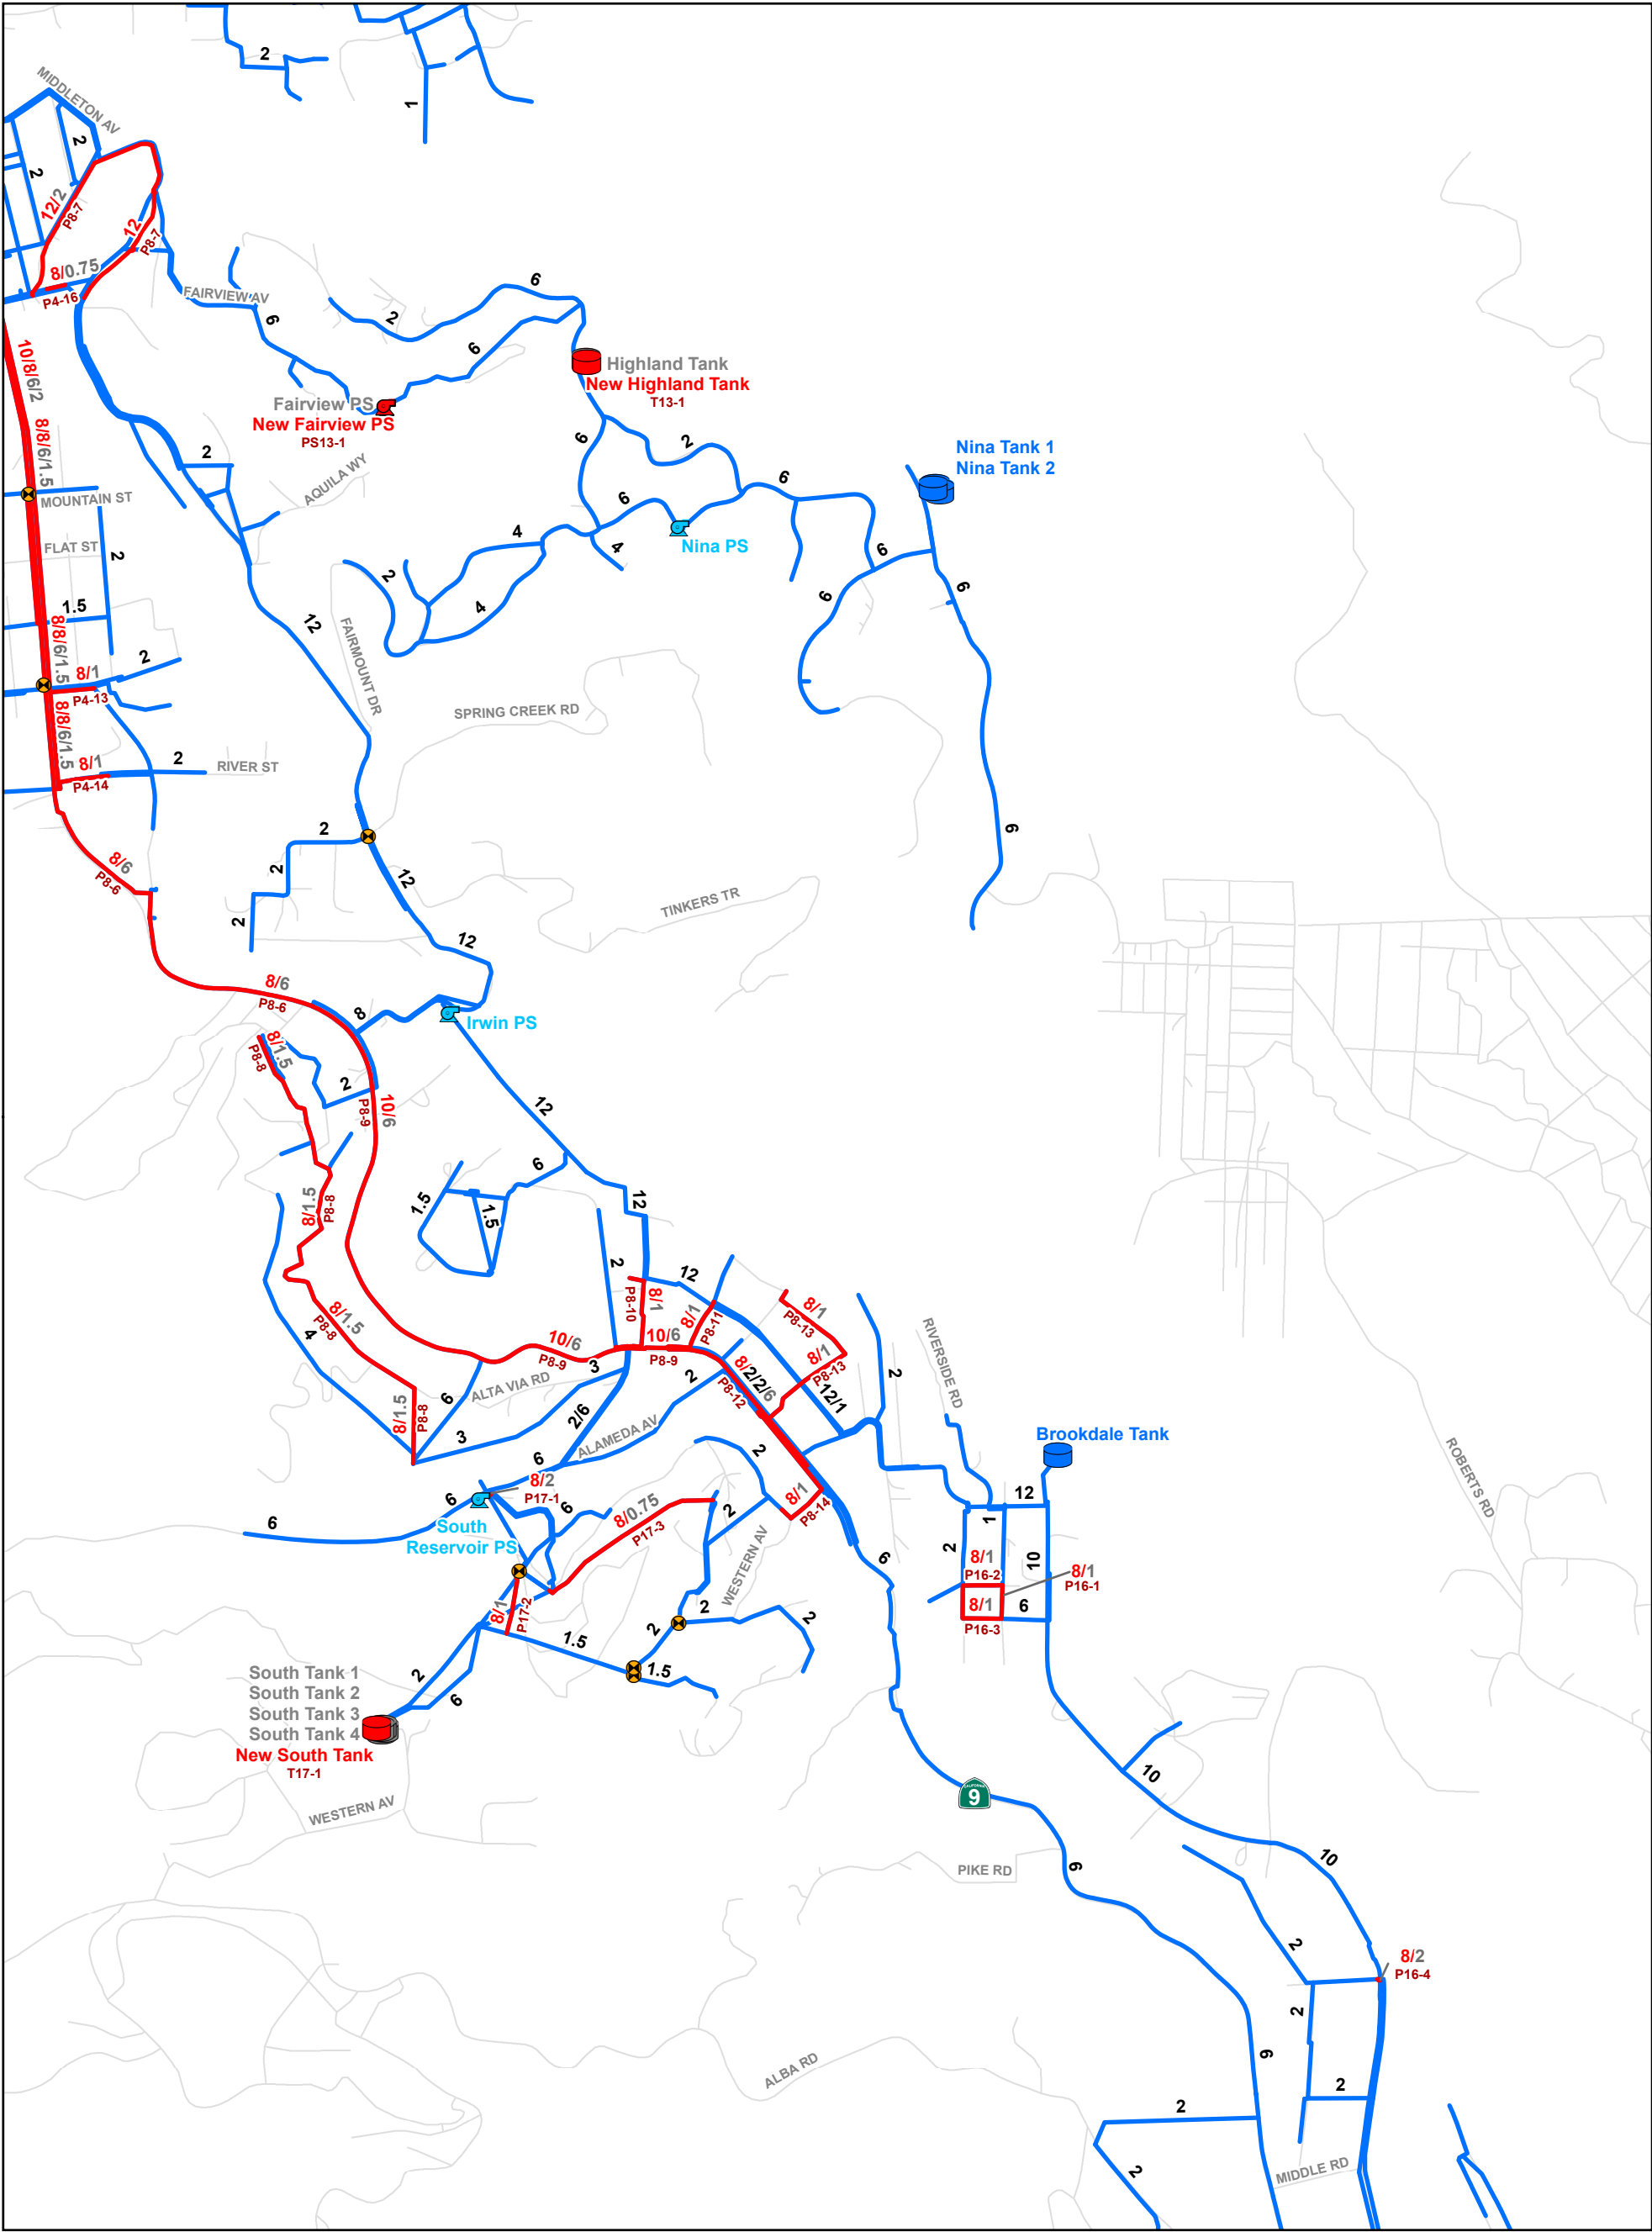 2
1
MIDDLETON AV
2
2
12/2
P8-7
12
P8-7
8/0.75
P4-16
FAIRVIEW AV
6
2
6
6
10/8/6/2
Highland Tank
New Highland Tank
T13-1
Fairview PS
New Fairview PS
PS13-1
8/8/6/1.5
MOUNTAIN ST
2
AQUILA WY
6
2
6
6
Nina Tank 1
Nina Tank 2
Nina PS
FLAT ST
2
4
4
2
4
6
6
6
1.5
12
FAIRMOUNT DR
8/8/6/1.5
8/1
P4-13
2
SPRING CREEK RD
8/8/6/1.5
8/1
P4-14
2
RIVER ST
2
2
12
6
8/6
P8-6
2
TINKERS TR
12
8/6
P8-6
8
Irwin PS
8/1.5
P8-8
2
P8-9
10/6
12
6
1.5
1.5
8/1.5
P8-8
12
2
12
P8-10
8/1
8/1
P8-11
8/1
P8-13
8/1
P8-13
8/1.5
P8-8
4
10/6
P8-9
10/6
P8-9
3
RIVERSIDE RD
2
ALTA VIA RD
6
8/2/2/6
P8-12
12/1
2
8/1.5
P8-8
3
2/6
ALAMEDA AV
6
2
Brookdale Tank
ROBERTS RD
8/2
P17-1
6
6
6
South
Reservoir PS
8/0.75
P17-3
2
8/1
P8-14
WESTERN AV
12
1
2
10
6
8/1
P16-2
8/1
P16-1
8/1
P16-3
6
8/1
P17-2
2
2
2
1.5
1.5
2
6
South Tank 1
South Tank 2
South Tank 3
South Tank 4
New South Tank
T17-1
WESTERN AV
10
CALIFORNIA
9
PIKE RD
6
10
2
8/2
P16-4
2
6
ALBA RD
2
2
2
MIDDLE RD